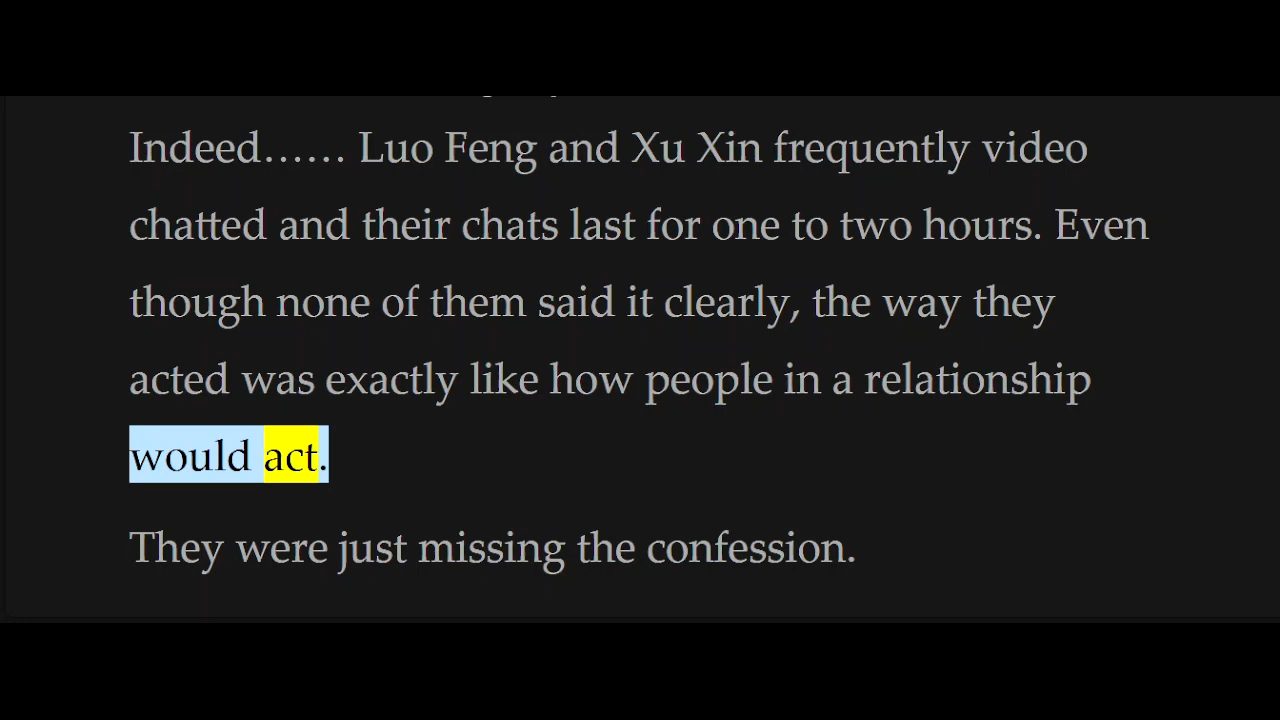 Indeed…… Luo Feng and Xu Xin frequently video
chatted and their chats last for one to two hours. Even
though none of them said it clearly, the way they
acted was exactly like how people in a relationship
would act.
They were just missing the confession.